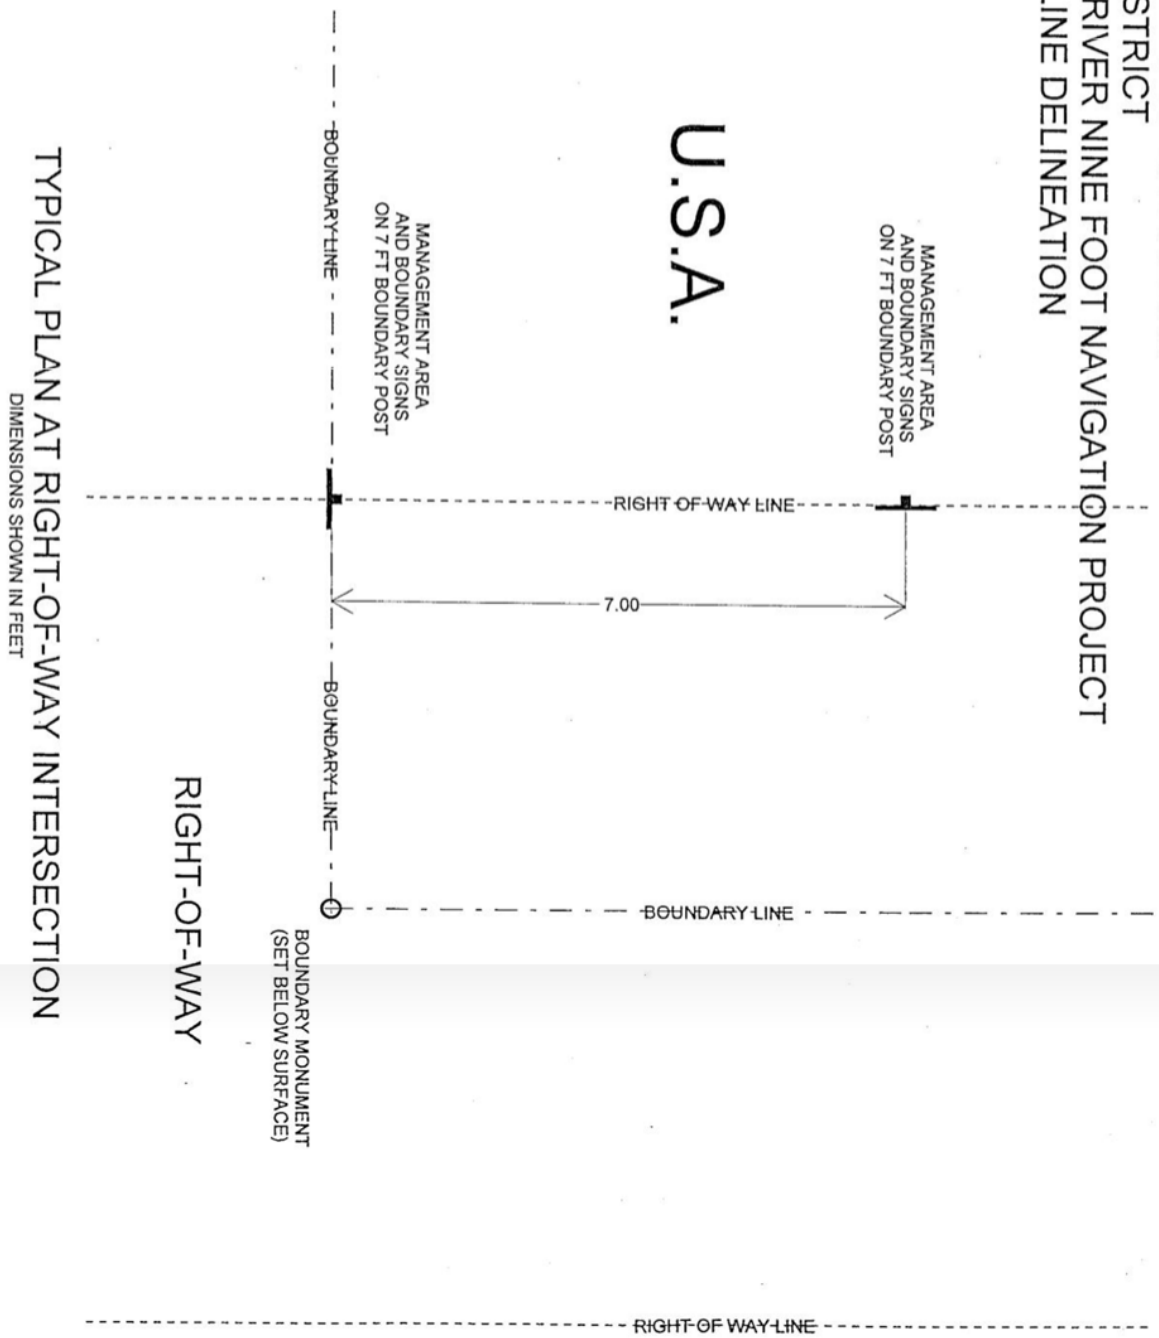 STRICT
RIVER NINE FOOT NAVIGATION PROJECT
LINE DELINEATION
MANAGEMENT AREA
AND BOUNDARY SIGNS
ON 7 FT BOUNDARY POST
U.S.A.
RIGHT OF WAY LINE
7.00
MANAGEMENT AREA
AND BOUNDARY SIGNS
ON 7 FT BOUNDARY POST
BOUNDARY LINE
BOUNDARY LINE
BOUNDARY LINE
BOUNDARY MONUMENT
(SET BELOW SURFACE)
RIGHT OF WAY LINE
RIGHT-OF-WAY
TYPICAL PLAN AT RIGHT-OF-WAY INTERSECTION
DIMENSIONS SHOWN IN FEET